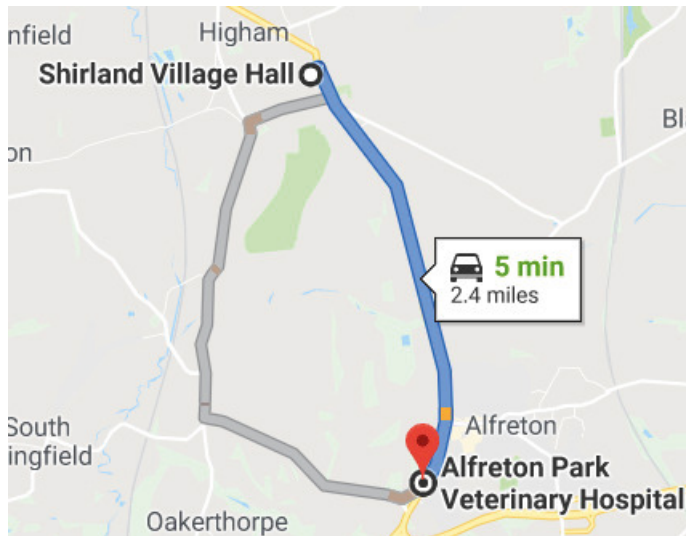 nfield
Higham
Shirland Village Hall
Bl
on
5 min
2.4 miles
Alfreton
South
ingfield
Alfreton Park
Veterinary Hospital
Oakerthorpe